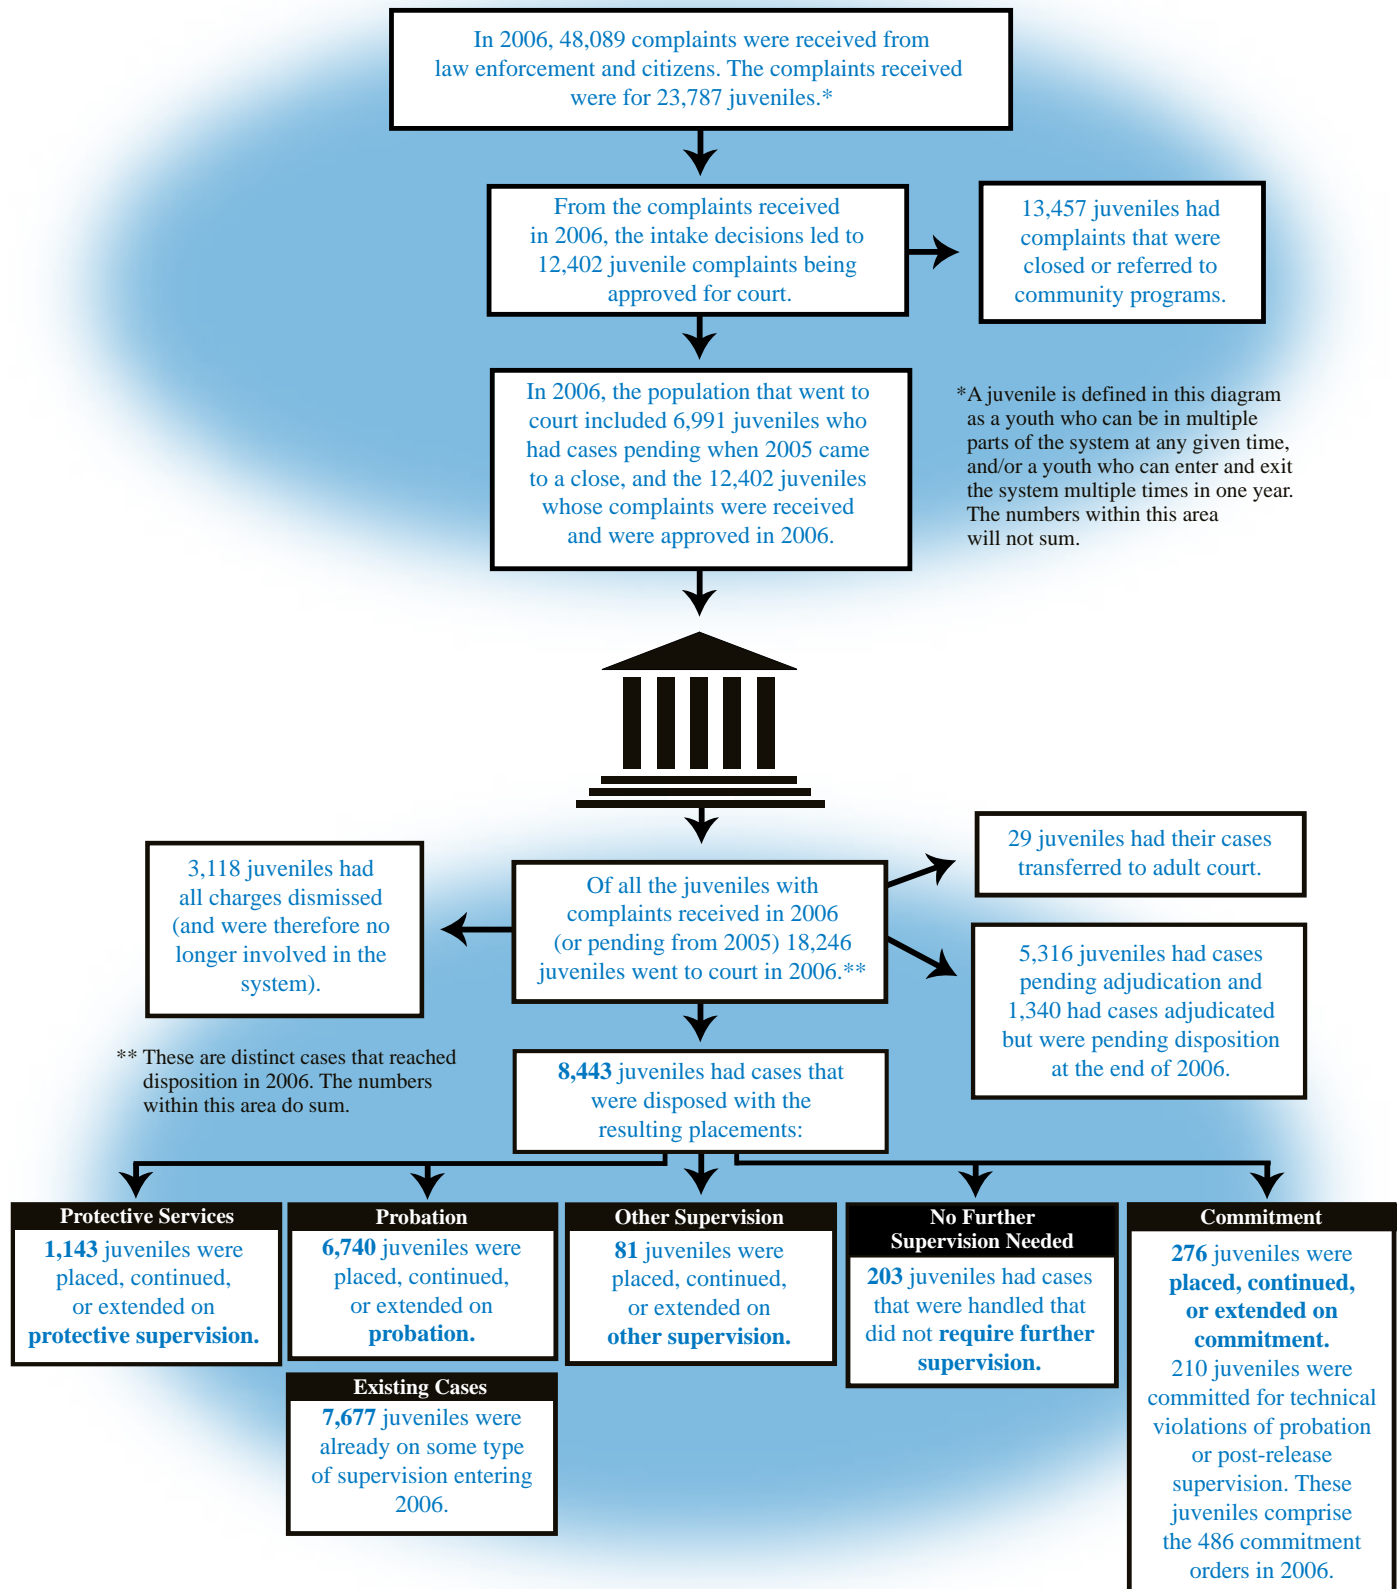 In 2006, 48,089 complaints were received from
law enforcement and citizens. The complaints received
were for 23,787 juveniles.*
From the complaints received
in 2006, the intake decisions led to
12,402 juvenile complaints being
approved for court.
13,457 juveniles had
complaints that were
closed or referred to
community programs.
In 2006, the population that went to
court included 6,991 juveniles who
had cases pending when 2005 came
to a close, and the 12,402 juveniles
whose complaints were received
and were approved in 2006.
*A juvenile is defined in this diagram
as a youth who can be in multiple
parts of the system at any given time,
and/or a youth who can enter and exit
the system multiple times in one year.
The numbers within this area
will not sum.
3,118 juveniles had
all charges dismissed
(and were therefore no
longer involved in the
system).
Of all the juveniles with
complaints received in 2006
(or pending from 2005) 18,246
juveniles went to court in 2006.**
29 juveniles had their cases
transferred to adult court.
5,316 juveniles had cases
pending adjudication and
1,340 had cases adjudicated
but were pending disposition
at the end of 2006.
** These are distinct cases that reached
disposition in 2006. The numbers
within this area do sum.
8,443 juveniles had cases that
were disposed with the
resulting placements:
Protective Services
1,143 juveniles were
placed, continued,
or extended on
protective supervision.
Probation
6,740 juveniles were
placed, continued,
or extended on
probation.
Existing Cases
7,677 juveniles were
already on some type
of supervision entering
2006.
Other Supervision
81 juveniles were
placed, continued,
or extended on
other supervision.
No Further
Supervision Needed
203 juveniles had cases
that were handled that
did not require further
supervision.
Commitment
276 juveniles were
placed, continued,
or extended on
commitment.
210 juveniles were
committed for technical
violations of probation
or post-release
supervision. These
juveniles comprise
the 486 commitment
orders in 2006.